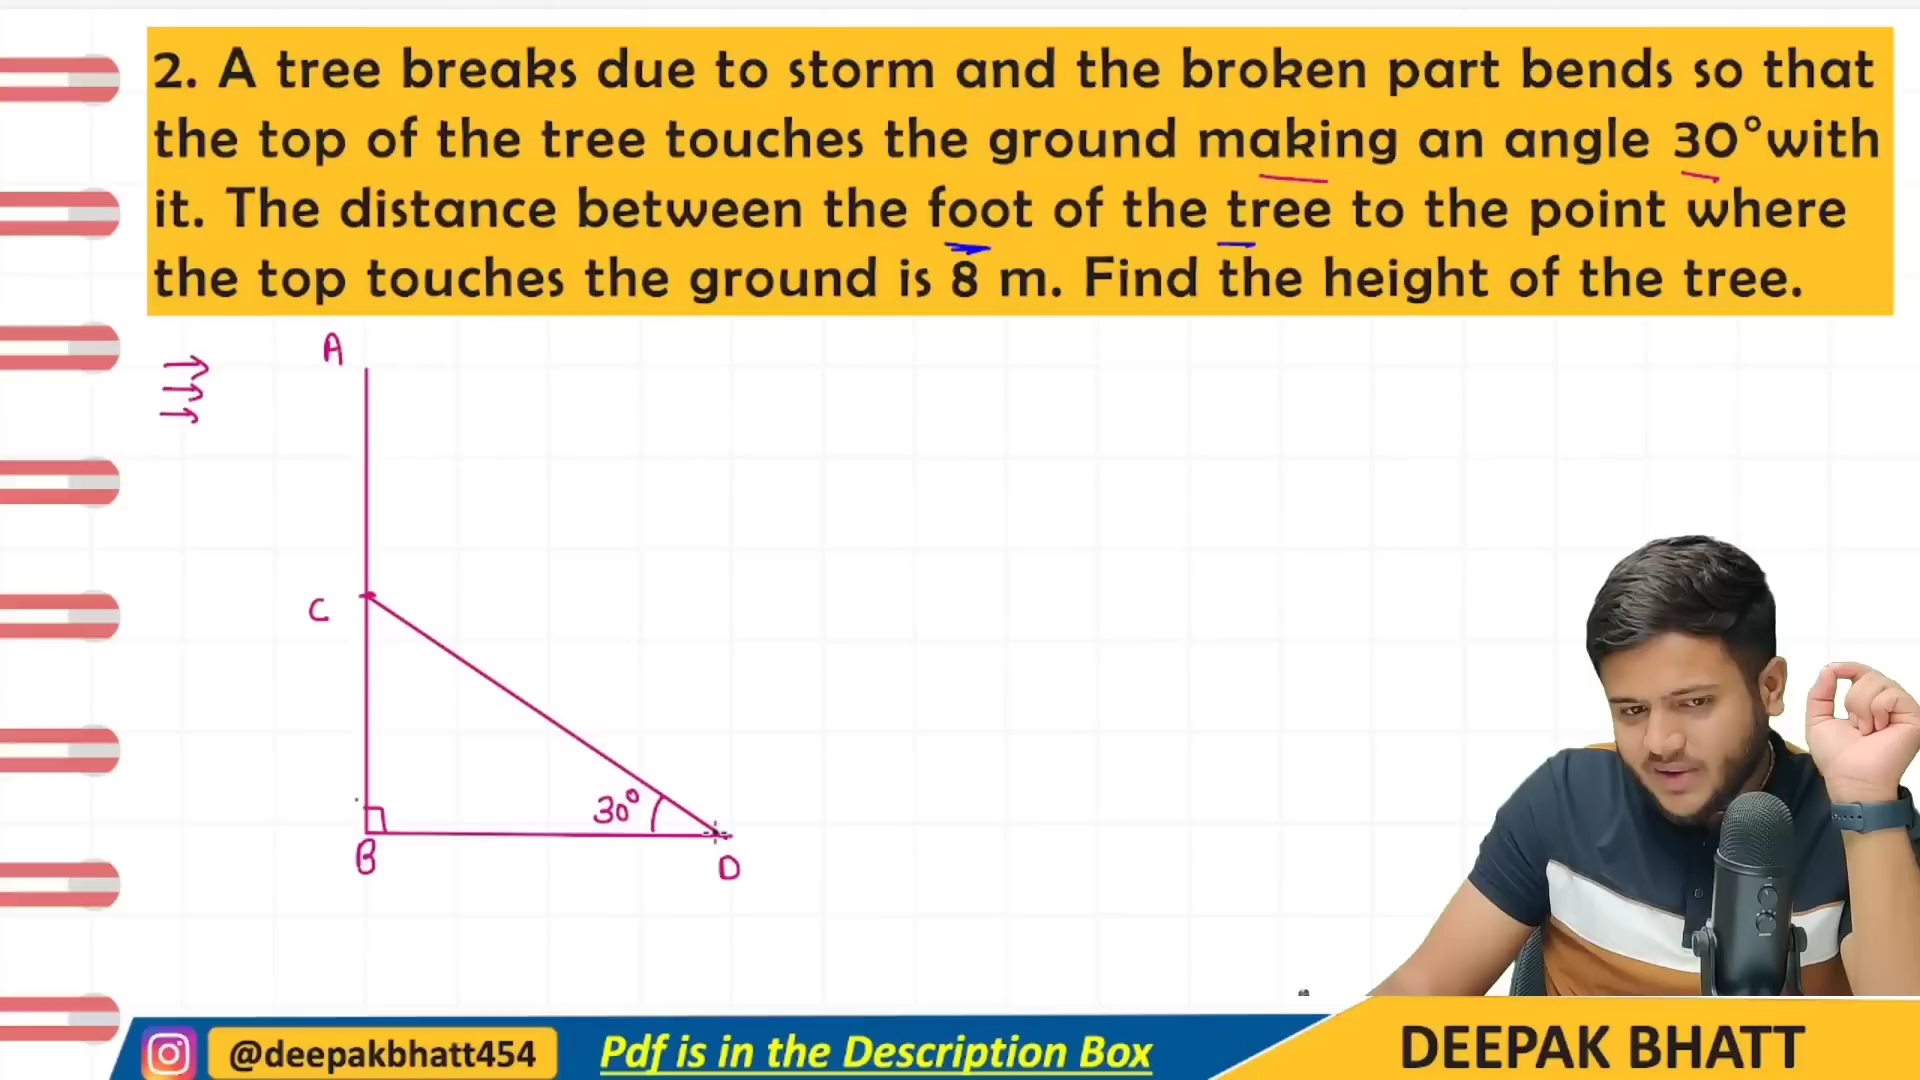 2. A tree breaks due to storm and the broken part bends so that
the top of the tree touches the ground making an angle 30° with
it. The distance between the foot of the tree to the point where
the top touches the ground is 8 m. Find the height of the tree.
A
C
30°
B
D
@deepakbhatt454
Pdf is in the Description Box
DEEPAK BHATT